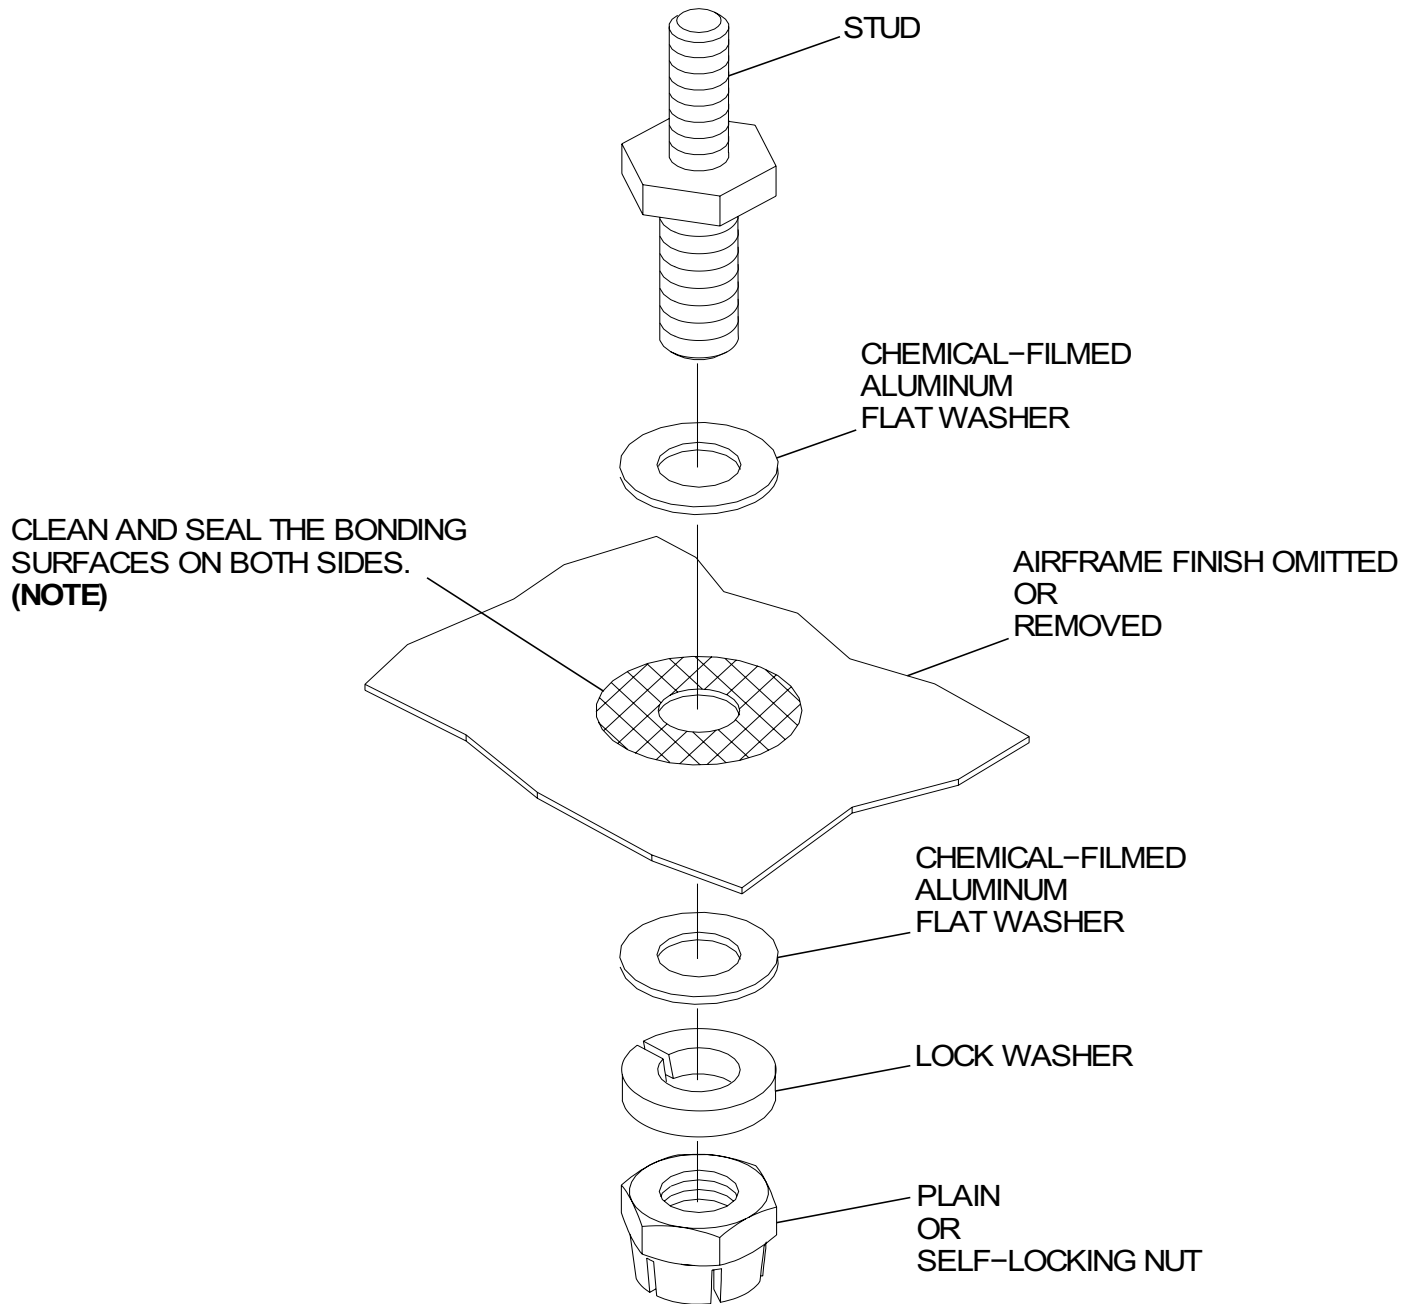 STUD
CHEMICAL−FILMED
ALUMINUM
FLAT WASHER
CLEAN AND SEAL THE BONDING
SURFACES ON BOTH SIDES.
(NOTE)
AIRFRAME FINISH OMITTED
OR
REMOVED
CHEMICAL−FILMED
ALUMINUM
FLAT WASHER
LOCK WASHER
PLAIN
OR
SELF−LOCKING NUT